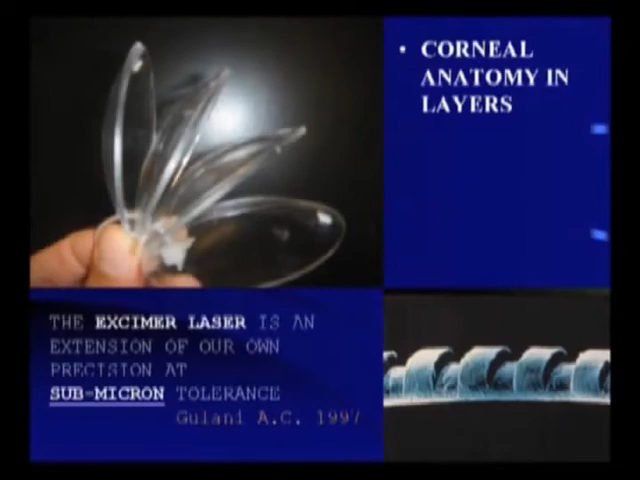 • CORNEAL
ANATOMY IN
LAYERS
THE EXCIMER LASER IS AN
EXTENSION OF OUR OWN
PRECISION AT
SUB-MICRON TOLERANCE
Gulani A.C. 1997